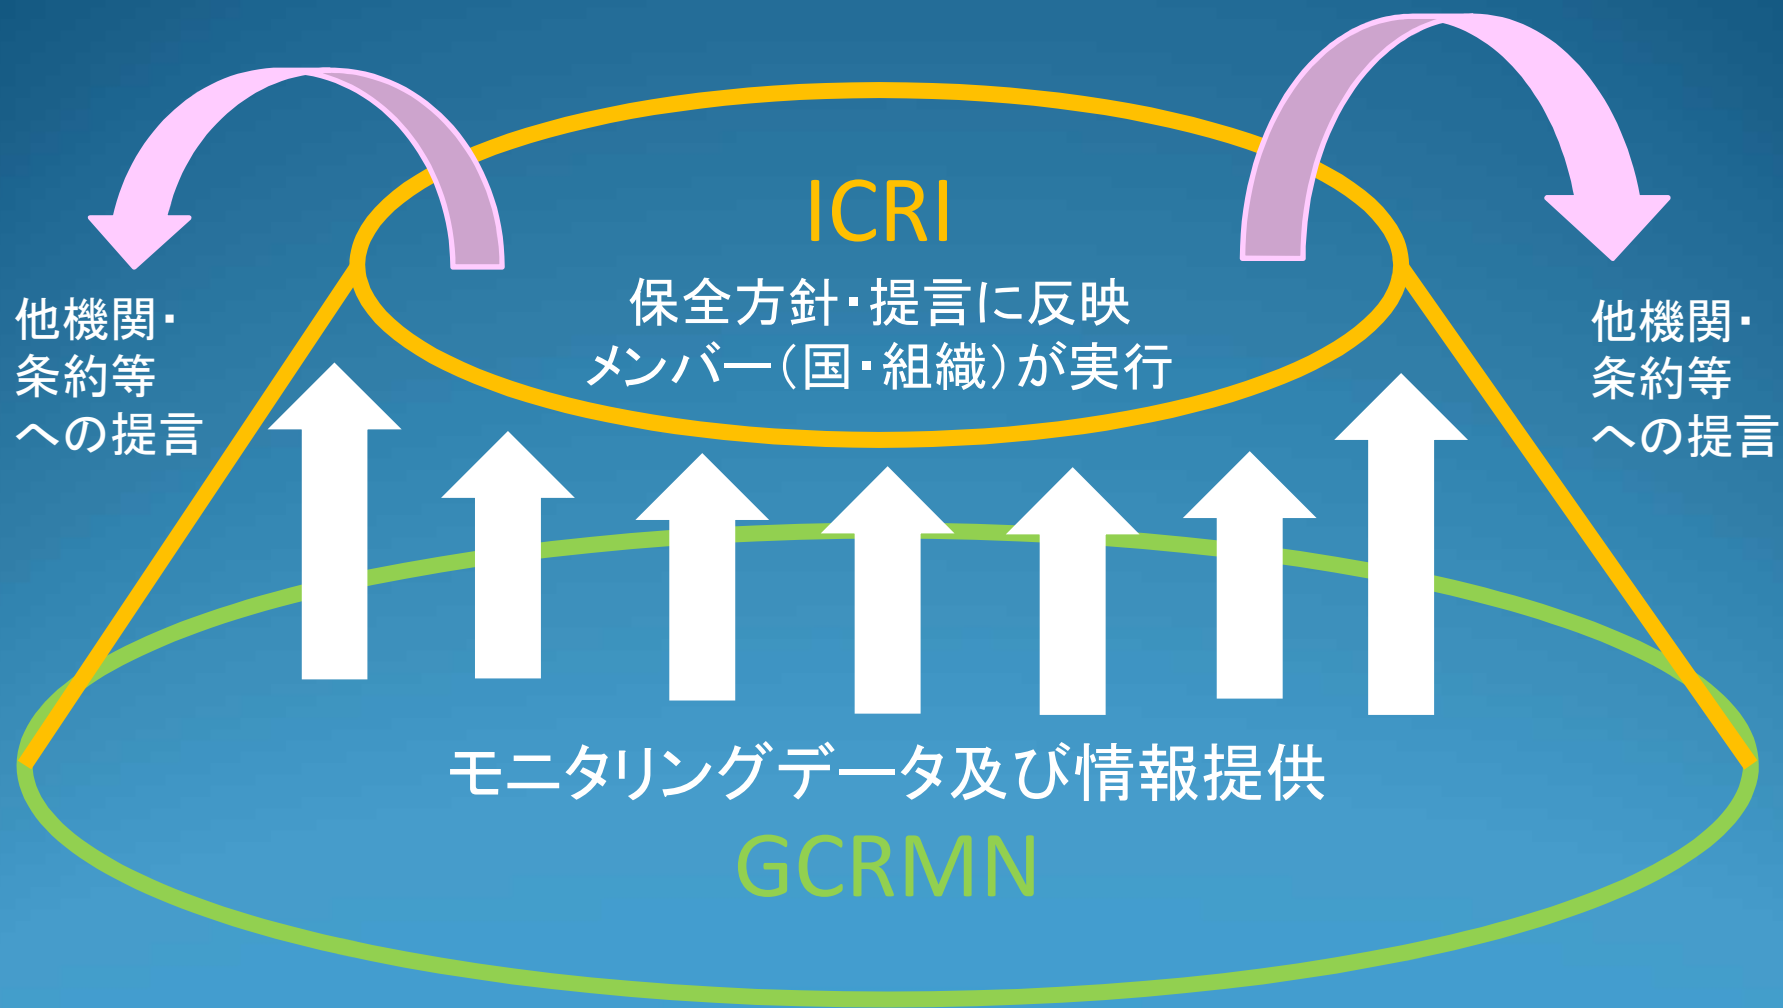 ICRI
保全方針・提言に反映
メンバー（国・組織）が実行
他機関・
条約等
への提言
他機関・
条約等
への提言
モニタリングデータ及び情報提供
GCRMN